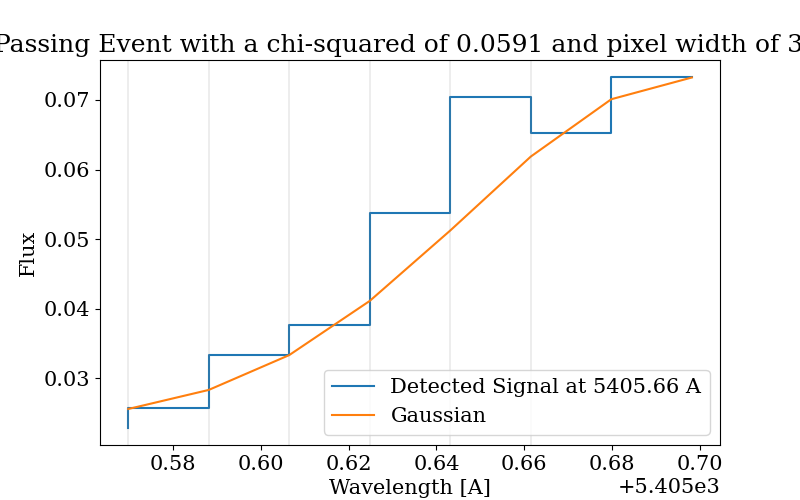 Passing Event with a chi-squared of 0.0591 and pixel width of 3
0.07
0.06
0.05
0.04
0.03
Flux
Detected Signal at 5405.66 A
Gaussian
0.58 0.60 0.62 0.64 0.66 0.68 0.70
Wavelength [A]
+5.405e3